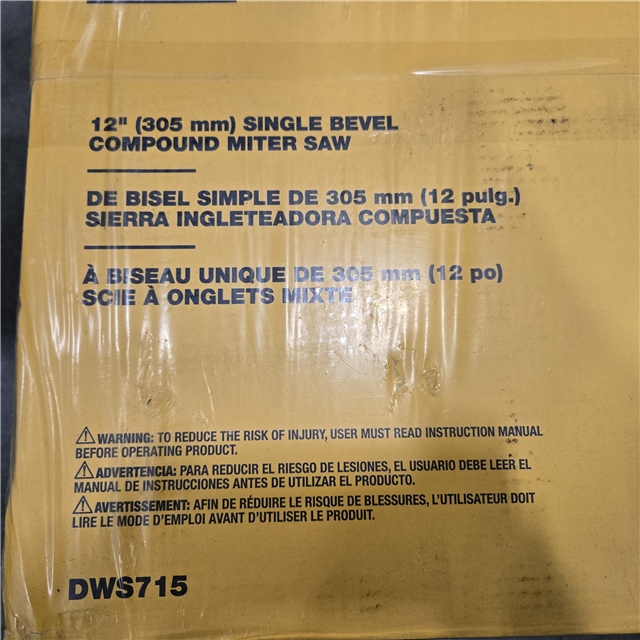 12" (305 mm) SINGLE BEVEL
COMPOUND MITER SAW
DE BISEL SIMPLE DE 305 mm (12 pulg.)
SIERRA INGLETEADORA COMPUESTA
À BISEAU UNIQUE DE 305 mm (12 po)
SCIE À ONGLETS MIXTE
WARNING: TO REDUCE THE RISK OF INJURY, USER MUST READ INSTRUCTION MANUAL
BEFORE OPERATING PRODUCT.
ADVERTENCIA: PARA REDUCIR EL RIESGO DE LESIONES, EL USUARIO DEBE LEER EL
MANUAL DE INSTRUCCIONES ANTES DE UTILIZAR EL PRODUCTO.
AVERTISSEMENT: AFIN DE RÉDUIRE LE RISQUE DE BLESSURES, L'UTILISATEUR DOIT
LIRE LE MODE D'EMPLOI AVANT D'UTILISER LE PRODUIT.
DWS715